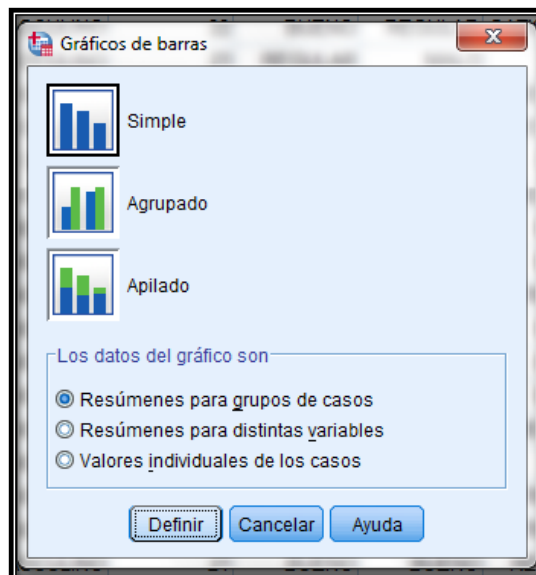 Gráficos de barras
Simple
Agrupado
Apilado
Los datos del gráfico son
Resúmenes para grupos de casos
Resúmenes para distintas variables
Valores individuales de los casos
Definir Cancelar Ayuda